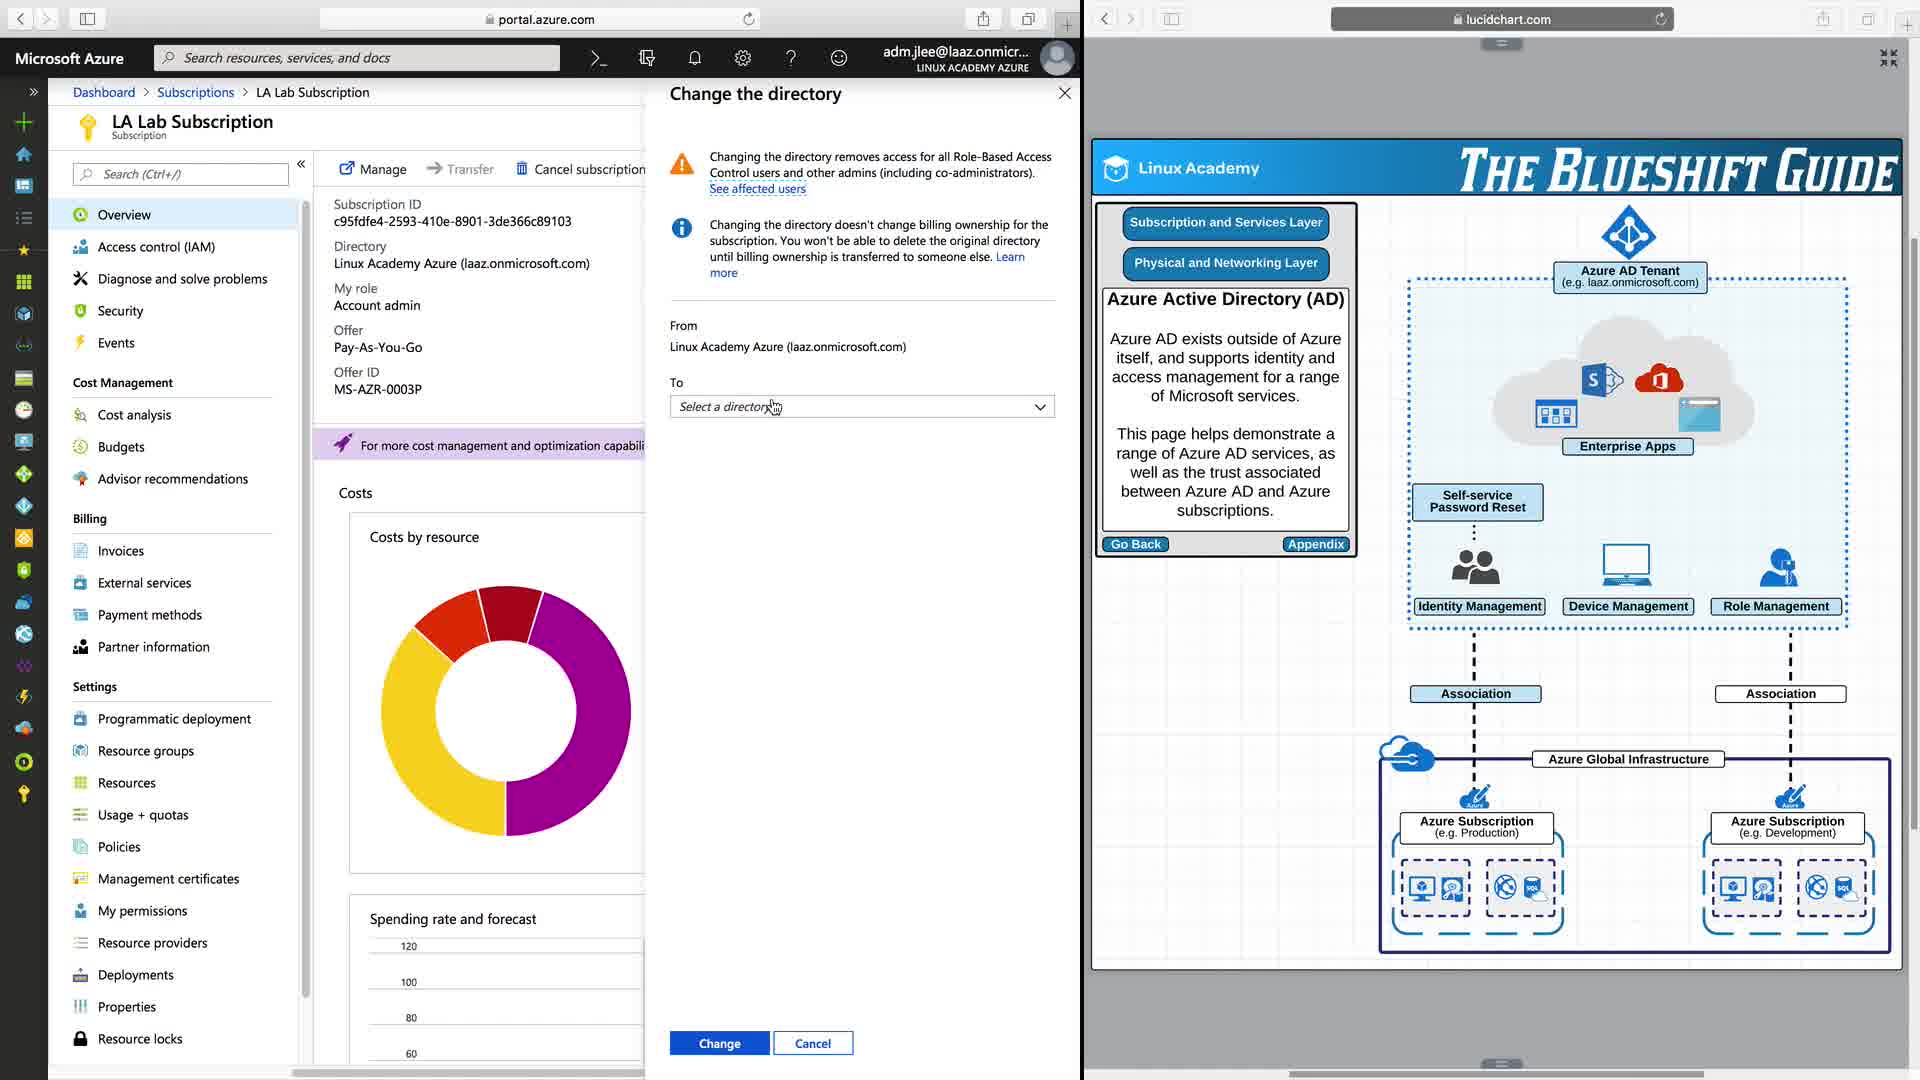 portal.azure.com
Microsoft Azure
Search resources, services, and docs
adm.jlee@laaz.onmicr...
LINUX ACADEMY AZURE
Dashboard > Subscriptions > LA Lab Subscription
LA Lab Subscription
Subscription
Search (Ctrl+/)
Overview
Access control (IAM)
Diagnose and solve problems
Security
Events
Cost Management
Cost analysis
Budgets
Advisor recommendations
Billing
Invoices
External services
Payment methods
Partner information
Settings
Programmatic deployment
Resource groups
Resources
Usage + quotas
Policies
Management certificates
My permissions
Resource providers
Deployments
Properties
Resource locks
Manage
Transfer
Cancel subscription
Subscription ID
c95fdfe4-2593-410e-8901-3de366c89103
Directory
Linux Academy Azure (laaz.onmicrosoft.com)
My role
Account admin
Offer
Pay-As-You-Go
Offer ID
MS-AZR-0003P
For more cost management and optimization capabili
Costs
Costs by resource
Spending rate and forecast
120
100
80
60
Change the directory
Changing the directory removes access for all Role-Based Access
Control users and other admins (including co-administrators).
See affected users
Changing the directory doesn't change billing ownership for the
subscription. You won't be able to delete the original directory
until billing ownership is transferred to someone else. Learn
more
From
Linux Academy Azure (laaz.onmicrosoft.com)
To
Select a directory
Change
Cancel
lucidchart.com
Linux Academy
THE BLUESHIFT GUIDE
Subscription and Services Layer
Physical and Networking Layer
Azure Active Directory (AD)
Azure AD exists outside of Azure
itself, and supports identity and
access management for a range
of Microsoft services.
This page helps demonstrate a
range of Azure AD services, as
well as the trust associated
between Azure AD and Azure
subscriptions.
Go Back
Appendix
Azure AD Tenant
(e.g. laaz.onmicrosoft.com)
Enterprise Apps
Self-service
Password Reset
Identity Management
Device Management
Role Management
Association
Association
Azure Global Infrastructure
Azure Subscription
(e.g. Production)
Azure Subscription
(e.g. Development)